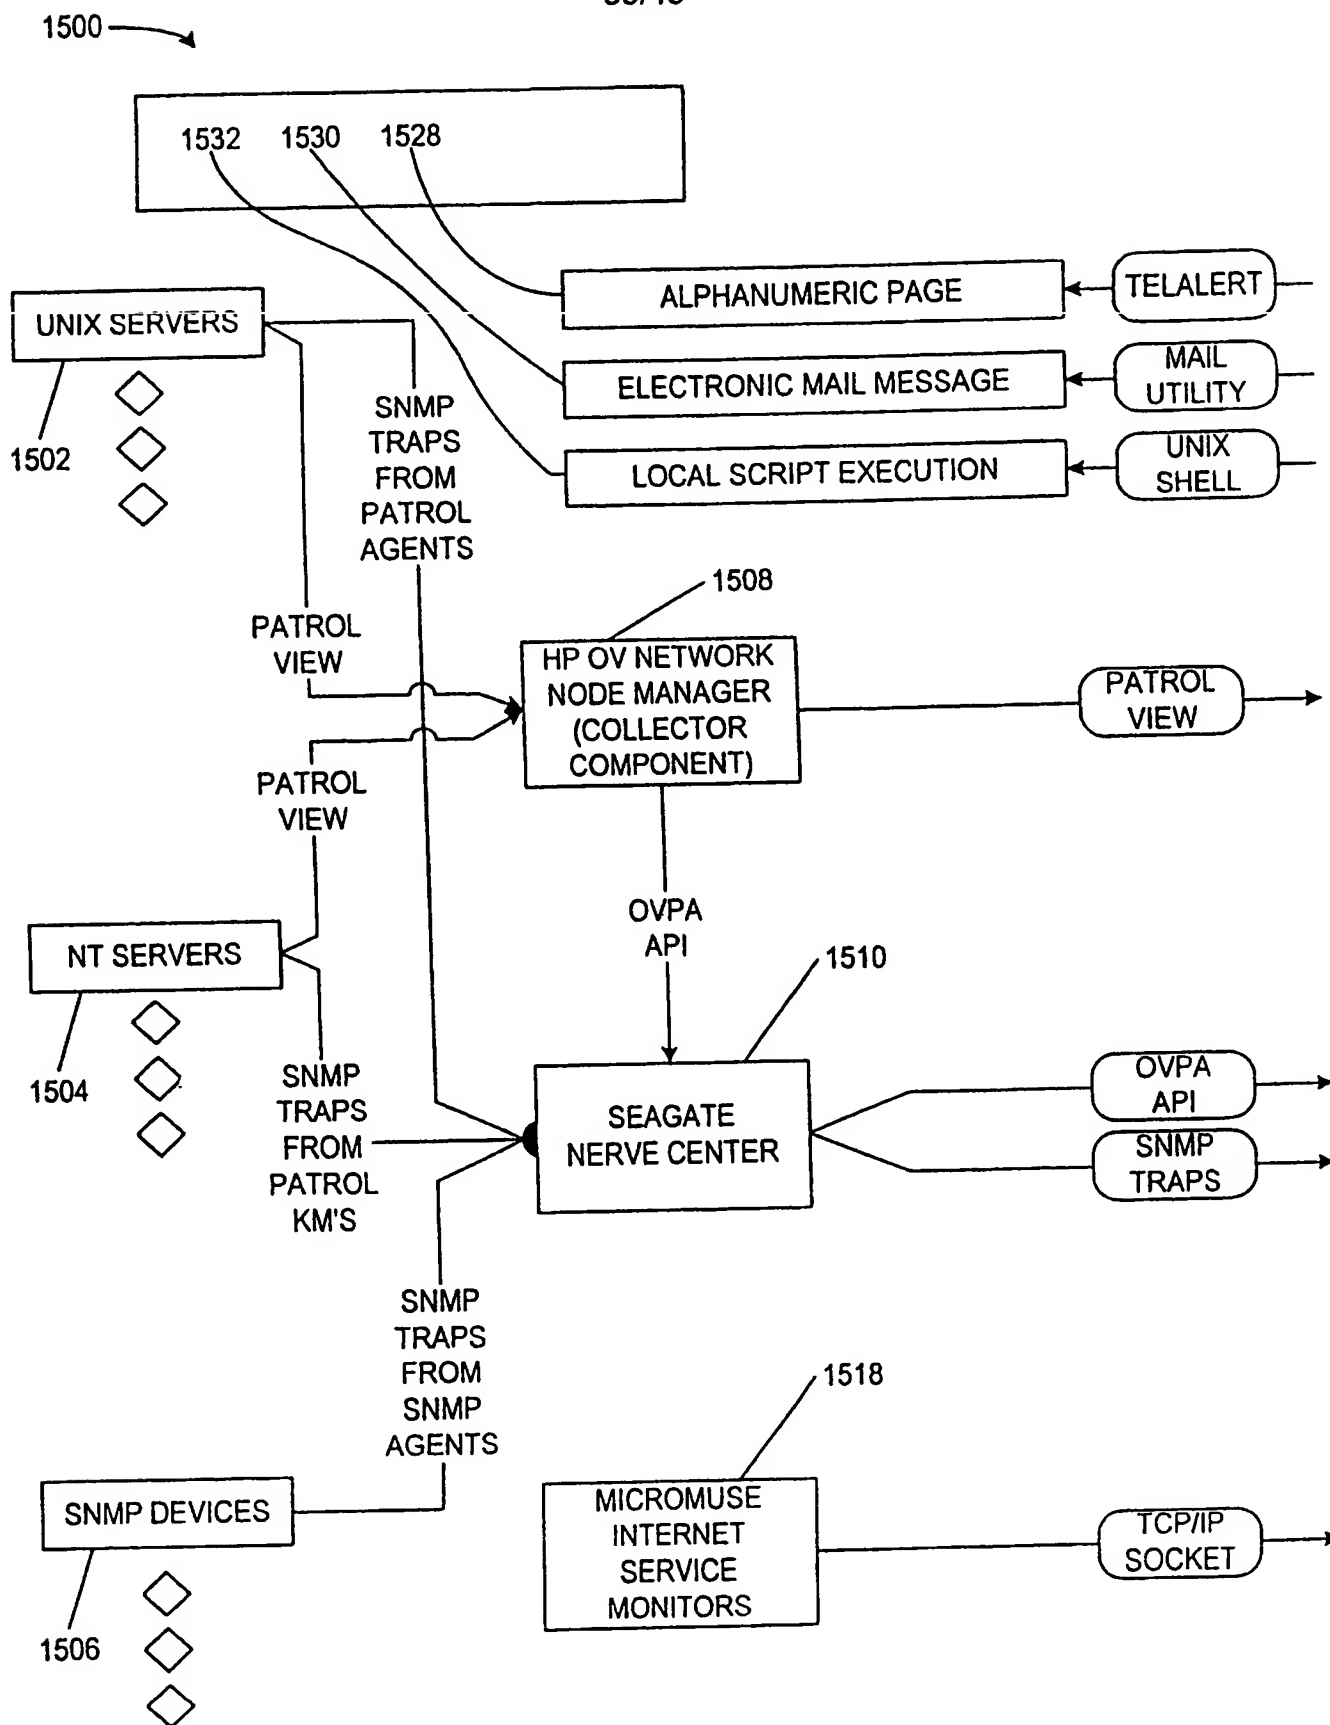 1500
1532 1530 1528
ALPHANUMERIC PAGE
TELALERT
UNIX SERVERS
ELECTRONIC MAIL MESSAGE
MAIL
UTILITY
1502
SNMP
TRAPS
FROM
PATROL
AGENTS
LOCAL SCRIPT EXECUTION
UNIX
SHELL
1508
PATROL
VIEW
HP OV NETWORK
NODE MANAGER
(COLLECTOR
COMPONENT)
PATROL
VIEW
PATROL
VIEW
OVPA
API
NT SERVERS
1510
1504
SNMP
TRAPS
FROM
PATROL
KM'S
SEAGATE
NERVE CENTER
OVPA
API
SNMP
TRAPS
SNMP
TRAPS
FROM
SNMP
AGENTS
1518
SNMP DEVICES
MICROMUSE
INTERNET
SERVICE
MONITORS
TCP/IP
SOCKET
1506